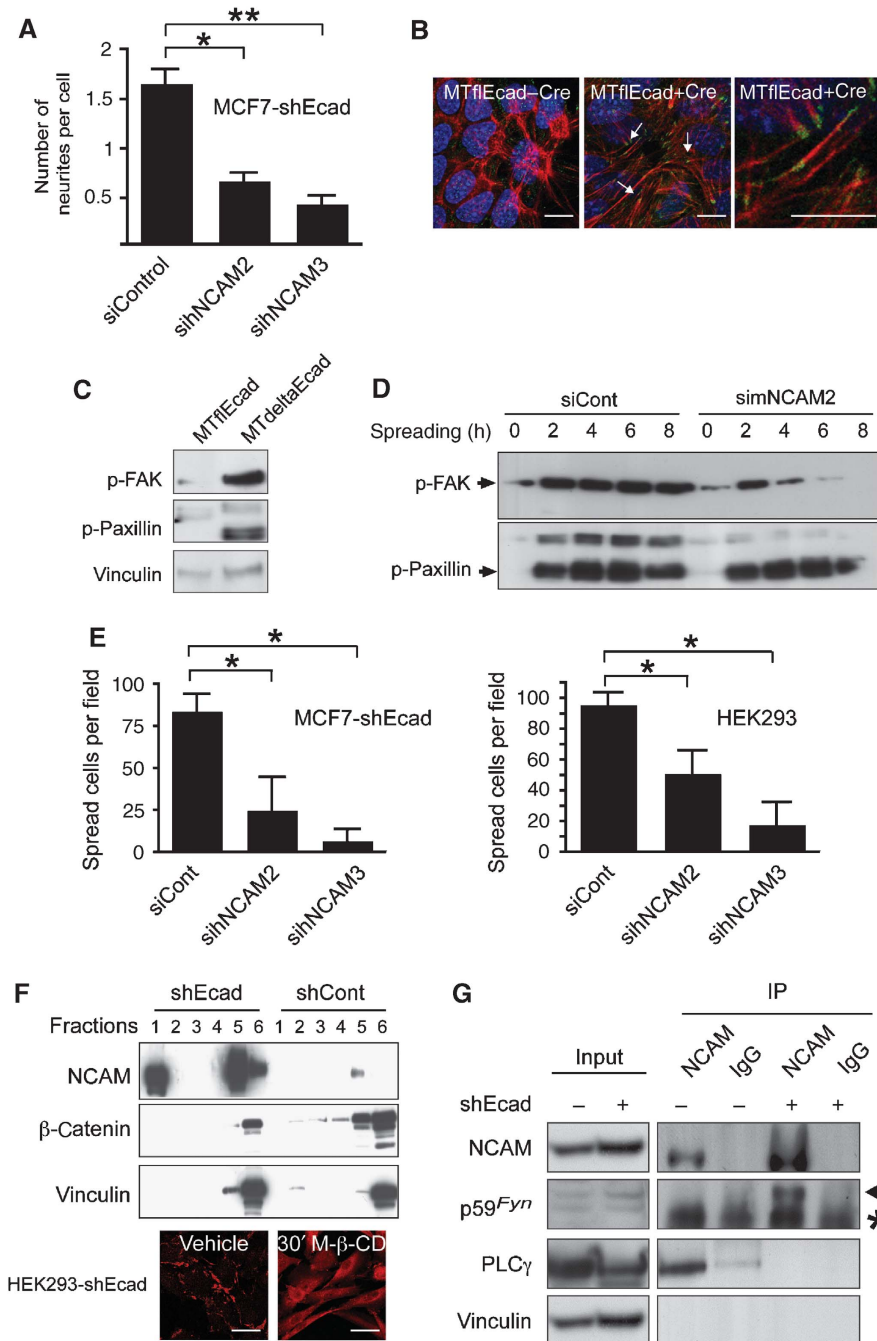 A
**
*
2
1.5
1
0.5
Number of
neurites per cell
MCF7-shEcad
siControl
sihNCAM2
sihNCAM3
B
MTflEcad–Cre
MTflEcad+Cre
MTflEcad+Cre
C
MTflEcad
MTdeltaEcad
p-FAK
p-Paxillin
Vinculin
D
siCont
simNCAM2
Spreading (h) 0 2 4 6 8 0 2 4 6 8
p-FAK
p-Paxillin
E
*
*
100
75
50
25
0
Spread cells per field
MCF7-shEcad
siCont
sihNCAM2
sihNCAM3
*
*
100
80
60
40
20
0
Spread cells per field
HEK293
siCont
sihNCAM2
sihNCAM3
F
shEcad
shCont
Fractions 1 2 3 4 5 6 1 2 3 4 5 6
NCAM
β-Catenin
Vinculin
Vehicle
30′ M-β-CD
HEK293-shEcad
G
IP
Input
NCAM
IgG
NCAM
IgG
shEcad – + – – + +
NCAM
p59Fyn
*
PLCγ
Vinculin